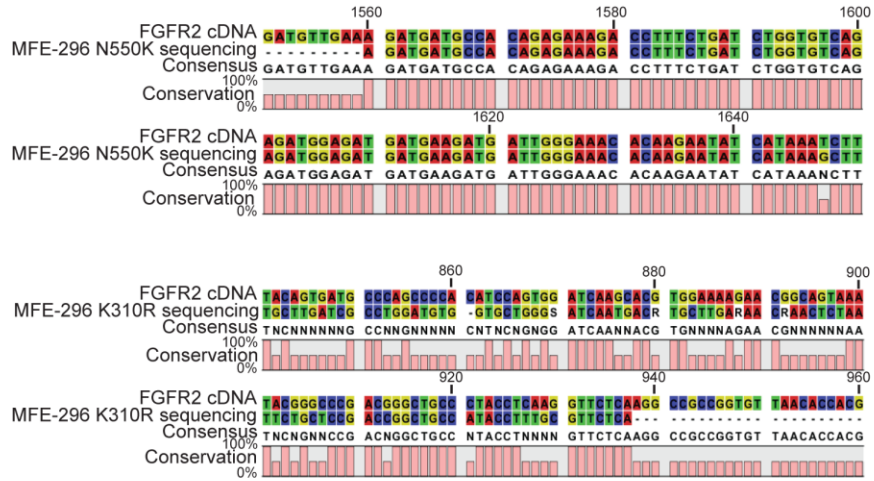 1560 1580 1600
FGFR2 cDNA GATGTTGAAA GATGATGCCA CAGAGAAAGA CCTTTCTGAT CTGGTGTCAG
MFE-296 N550K sequencing - - - - - - - - - A GATGATGCCA CAGAGAAAGA CCTTTCTGAT CTGGTGTCAG
Consensus GATGTTGAAA GATGATGCCA CAGAGAAAGA CCTTTCTGAT CTGGTGTCAG
100%
Conservation
0%
1620 1640
FGFR2 cDNA AGATGGAGAT GATGAAGATG ATTGGGAAAC ACAAGAATAT CATAAATCTT
MFE-296 N550K sequencing AGATGGAGAT GATGAAGATG ATTGGGAAAC ACAAGAATAT CATAAAGCTT
Consensus AGATGGAGAT GATGAAGATG ATTGGGAAAC ACAAGAATAT CATAAANCTT
100%
Conservation
0%
860 880 900
FGFR2 cDNA TACAGTGATG CCCAGCCCCA CATCCAGTGG ATCAAGCACG TGGAAAAGAA CGGCAGTAAA
MFE-296 K310R sequencing TGCTTGATCG CCTGGATGTG -GTGCTGGGS ATCAATGACR TGCTTGARAA CRAACTCTAA
Consensus TNCNNNNNNG CCNNGNNNNN CNTNCNGNGG ATCAANNACG TGNNNNAGAA CGNNNNNNAA
100%
Conservation
0%
920 940 960
FGFR2 cDNA TACGGGCCCG ACGGGCTGCC CTACCTCAAG GTTCTCAAGG CCGCCGGTGT TAACACCACG
MFE-296 K310R sequencing TTCTGCTCCG ACCGGCTGCC ATACCTTTGC GTTCTCA- - - - - - - - - - - - - - - - - - - - - - -
Consensus TNCNGNNCCG ACNGGCTGCC NTACCTNNNN GTTCTCAAGG CCGCCGGTGT TAACACCACG
100%
Conservation
0%